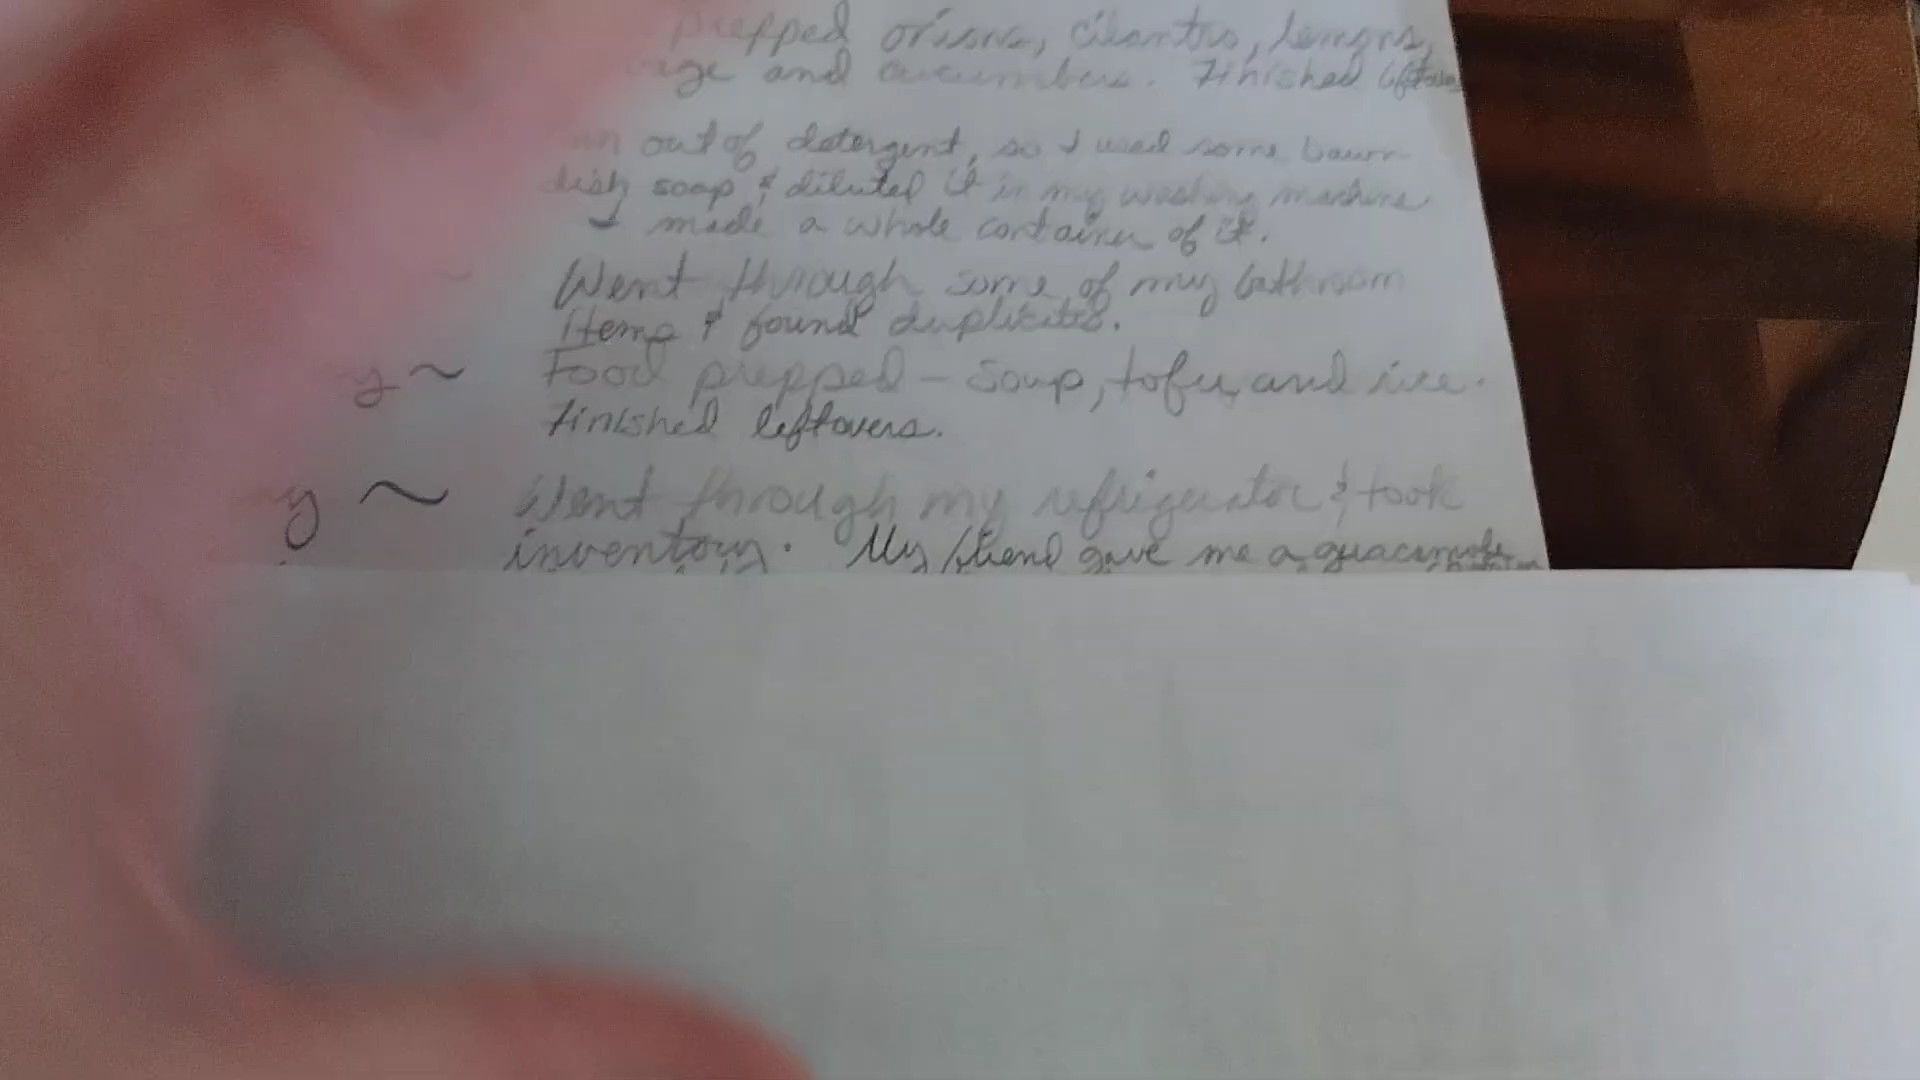 prepped onions, cilantro, lemons,
and cucumbers. Finished
out of detergent, so I used some Dawn
dish soap & diluted it in my washing machine
I made a whole container of it.
Went through some of my bathroom
items & found duplicates.
~ Food prepped - soup, tofu, and rice.
Finished leftovers.
~ Went through my refrigerator & took
inventory. My friend gave me a guacamole